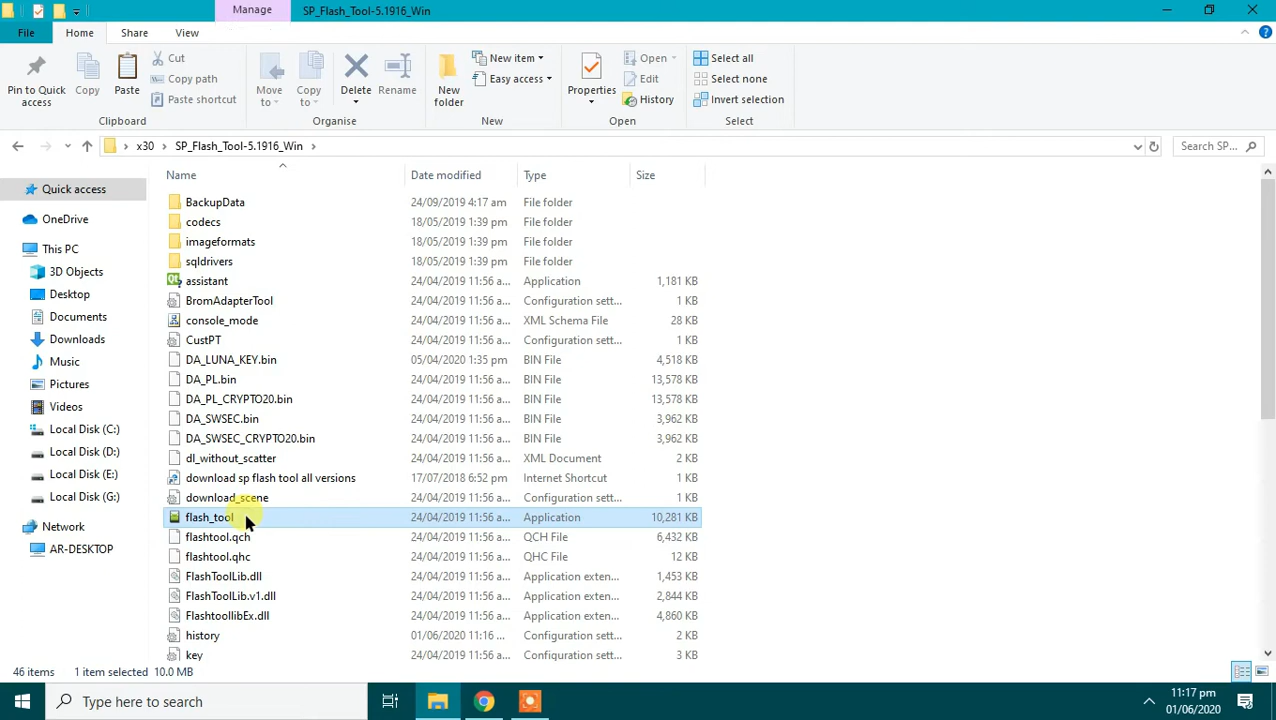 Manage
SP_Flash_Tool-5.1916_Win
File
Home
Share
View
Pin to Quick access
Copy
Paste
Cut
Copy path
Paste shortcut
Clipboard
Move to
Copy to
Delete
Rename
Organise
New folder
New item
Easy access
New
Properties
Open
Edit
History
Open
Select all
Select none
Invert selection
Select
x30 > SP_Flash_Tool-5.1916_Win >
Search SP...
Quick access
OneDrive
This PC
3D Objects
Desktop
Documents
Downloads
Music
Pictures
Videos
Local Disk (C:)
Local Disk (D:)
Local Disk (E:)
Local Disk (G:)
Network
AR-DESKTOP
Name Date modified Type Size
BackupData 24/09/2019 4:17 am File folder
codecs 18/05/2019 1:39 pm File folder
imageformats 18/05/2019 1:39 pm File folder
sqldrivers 18/05/2019 1:39 pm File folder
assistant 24/04/2019 11:56 a... Application 1,181 KB
BromAdapterTool 24/04/2019 11:56 a... Configuration sett... 1 KB
console_mode 24/04/2019 11:56 a... XML Schema File 28 KB
CustPT 24/04/2019 11:56 a... Configuration sett... 1 KB
DA_LUNA_KEY.bin 05/04/2020 1:35 pm BIN File 4,518 KB
DA_PL.bin 24/04/2019 11:56 a... BIN File 13,578 KB
DA_PL_CRYPTO20.bin 24/04/2019 11:56 a... BIN File 13,578 KB
DA_SWSEC.bin 24/04/2019 11:56 a... BIN File 3,962 KB
DA_SWSEC_CRYPTO20.bin 24/04/2019 11:56 a... BIN File 3,962 KB
dl_without_scatter 24/04/2019 11:56 a... XML Document 2 KB
download sp flash tool all versions 17/07/2018 6:52 pm Internet Shortcut 1 KB
download_scene 24/04/2019 11:56 a... Configuration sett... 1 KB
flash_tool 24/04/2019 11:56 a... Application 10,281 KB
flashtool.qch 24/04/2019 11:56 a... QCH File 6,432 KB
flashtool.qhc 24/04/2019 11:56 a... QHC File 12 KB
FlashToolLib.dll 24/04/2019 11:56 a... Application exten... 1,453 KB
FlashToolLib.v1.dll 24/04/2019 11:56 a... Application exten... 2,844 KB
FlashtoollibEx.dll 24/04/2019 11:56 a... Application exten... 4,860 KB
history 01/06/2020 11:16 ... Configuration sett... 2 KB
key 24/04/2019 11:56 a... Configuration sett... 3 KB
46 items 1 item selected 10.0 MB
Type here to search
11:17 pm
01/06/2020